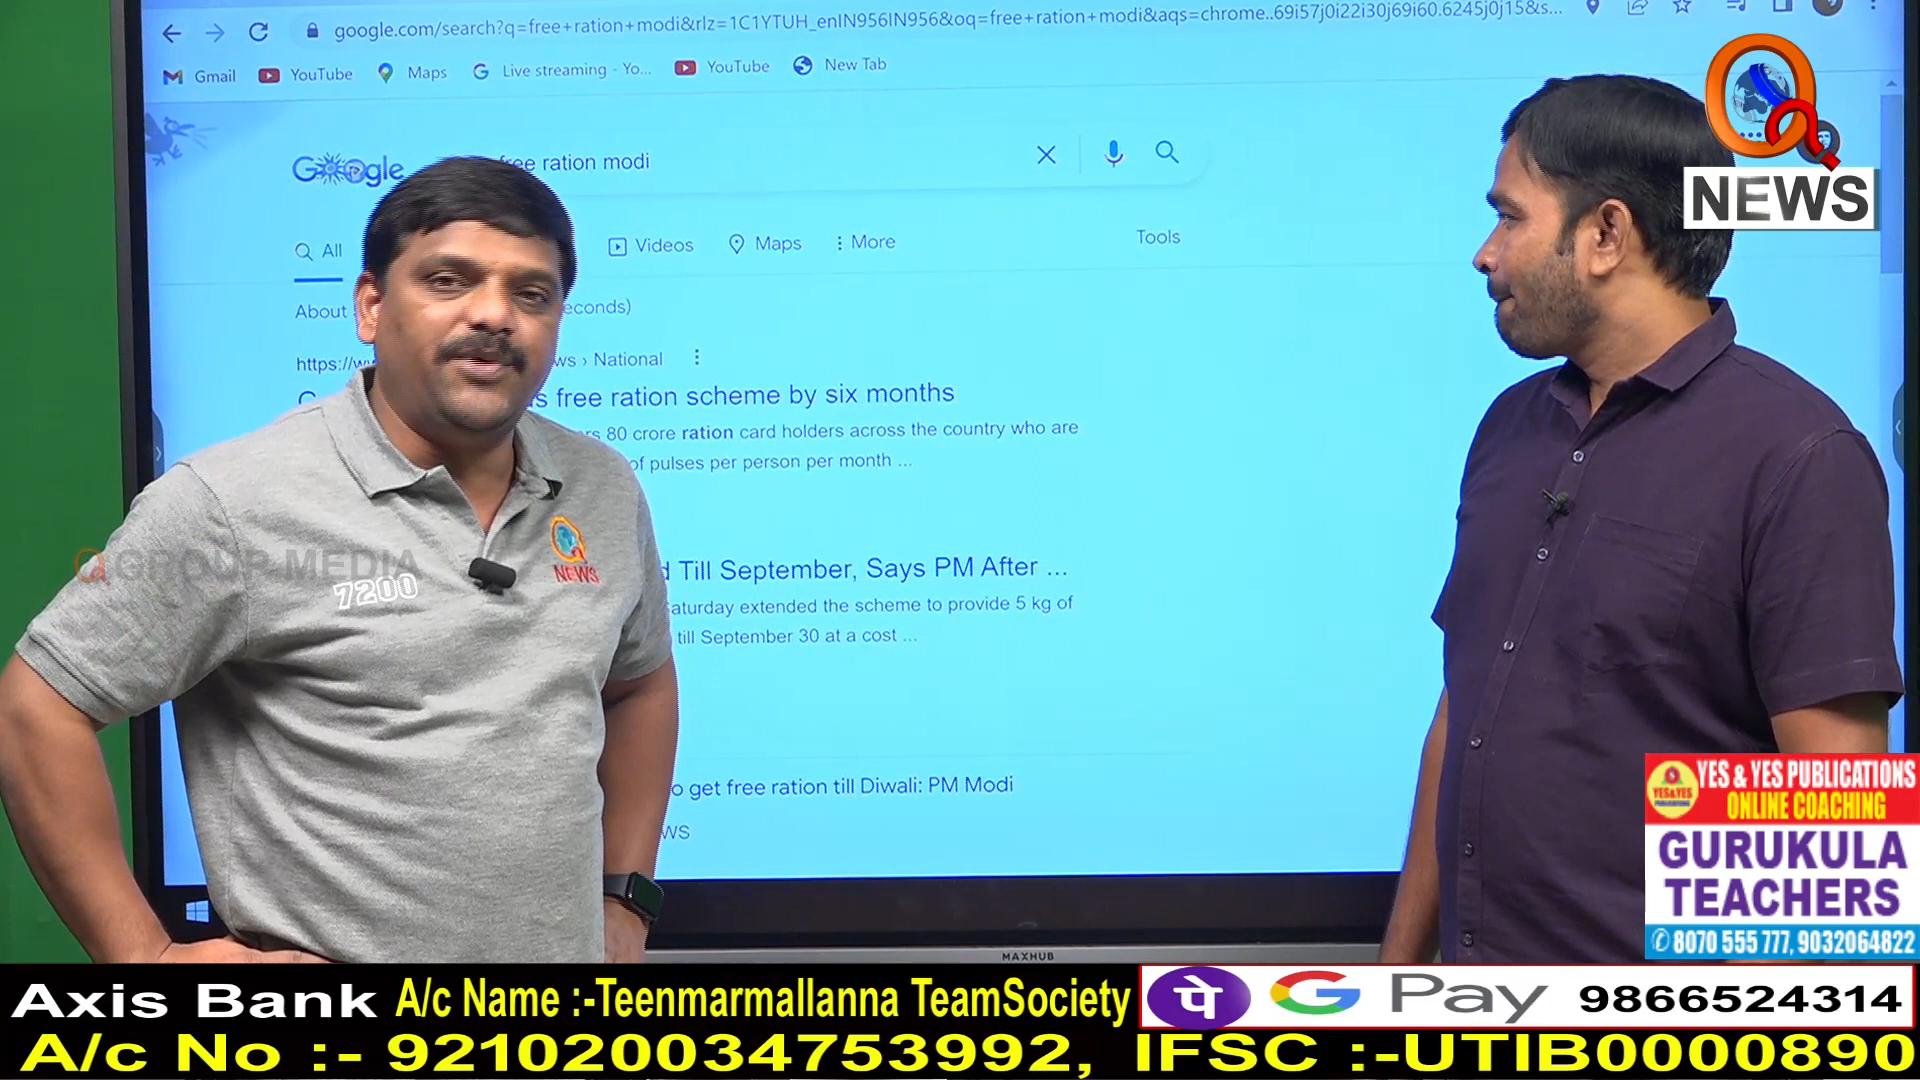 google.com/search?q=free+ration+modi&rlz=1C1YTUH_enIN956IN956&oq=free+ration+modi&aqs=chrome..69i57j0i22i30j69i60.6245j0j15&s...
Gmail YouTube Maps Live streaming - Yo... YouTube New Tab
Google free ration modi
NEWS
All Videos Maps More Tools
About econds)
https://w ws › National
s free ration scheme by six months
rs 80 crore ration card holders across the country who are
of pulses per person per month ...
d Till September, Says PM After ...
aturday extended the scheme to provide 5 kg of
till September 30 at a cost ...
o get free ration till Diwali: PM Modi
WS
Q GROUP MEDIA
7200
NEWS
MAXHUB
YES & YES PUBLICATIONS
ONLINE COACHING
YES&YES
GURUKULA
TEACHERS
8070 555 777, 9032064822
Axis Bank A/c Name :-Teenmarmallanna TeamSociety
पे G Pay 9866524314
A/c No :- 921020034753992, IFSC :-UTIB0000890